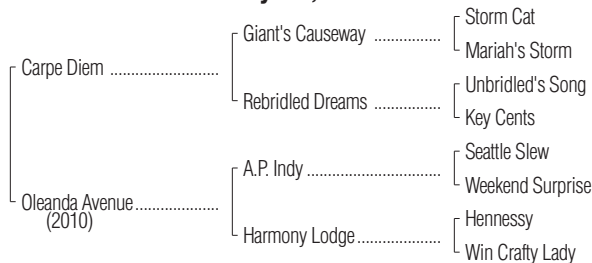 Storm Cat
Giant's Causeway ................
Mariah's Storm
Carpe Diem ..........................
Unbridled's Song
Rebridled Dreams ................
Key Cents
Seattle Slew
A.P. Indy ................................
Weekend Surprise
Oleanda Avenue ....................
(2010)
Hennessy
Harmony Lodge ....................
Win Crafty Lady